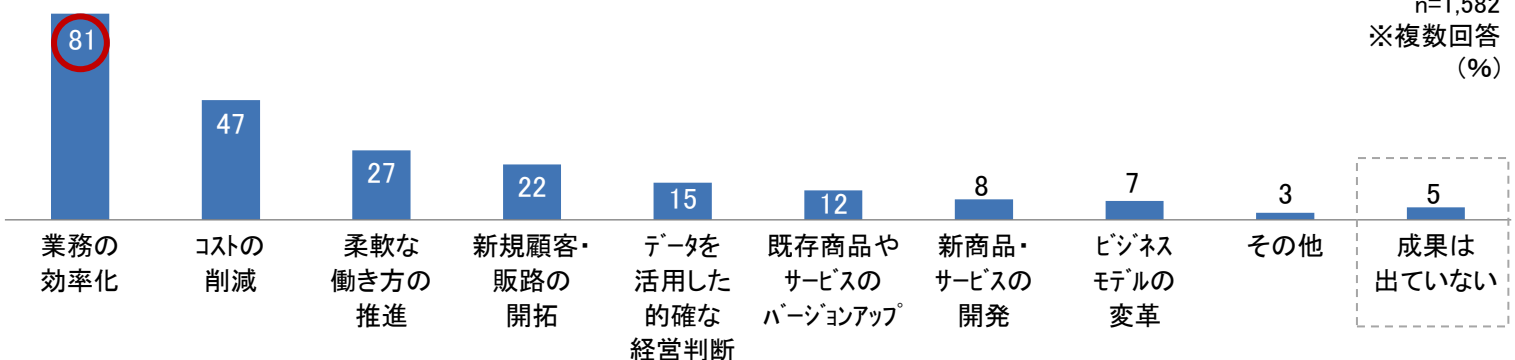 n=1,582
※複数回答
(%)
81
47
27
22
15
12
8
7
3
5
業務の
効率化
ｺｽﾄの
削減
柔軟な
働き方の
推進
新規顧客・
販路の
開拓
ﾃﾞｰﾀを
活用した
的確な
経営判断
既存商品や
ｻｰﾋﾞｽの
ﾊﾞｰｼﾞｮﾝｱｯﾌﾟ
新商品・
ｻｰﾋﾞｽの
開発
ﾋﾞｼﾞﾈｽ
ﾓﾃﾞﾙの
変革
その他
成果は
出ていない